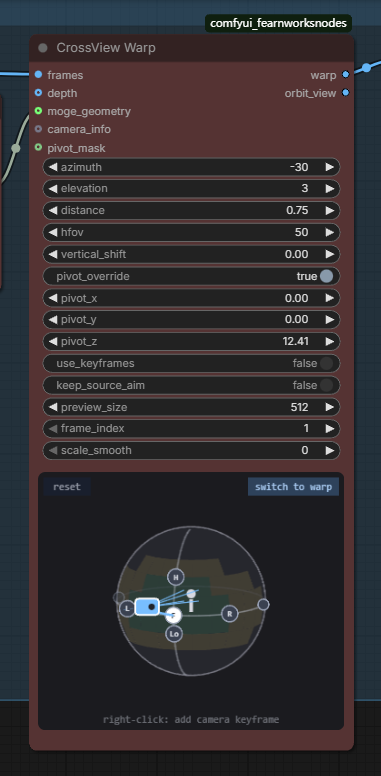 comfyui_fearnworksnodes
CrossView Warp
frames warp
depth orbit_view
moge_geometry
camera_info
pivot_mask
azimuth -30
elevation 3
distance 0.75
hfov 50
vertical_shift 0.00
pivot_override true
pivot_x 0.00
pivot_y 0.00
pivot_z 12.41
use_keyframes false
keep_source_aim false
preview_size 512
frame_index 1
scale_smooth 0
reset switch to warp
H
L
R
Lo
right-click: add camera keyframe